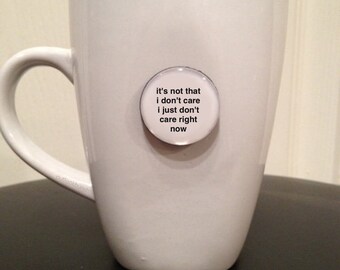 it's not that
i don't care
i just don't
care right
now